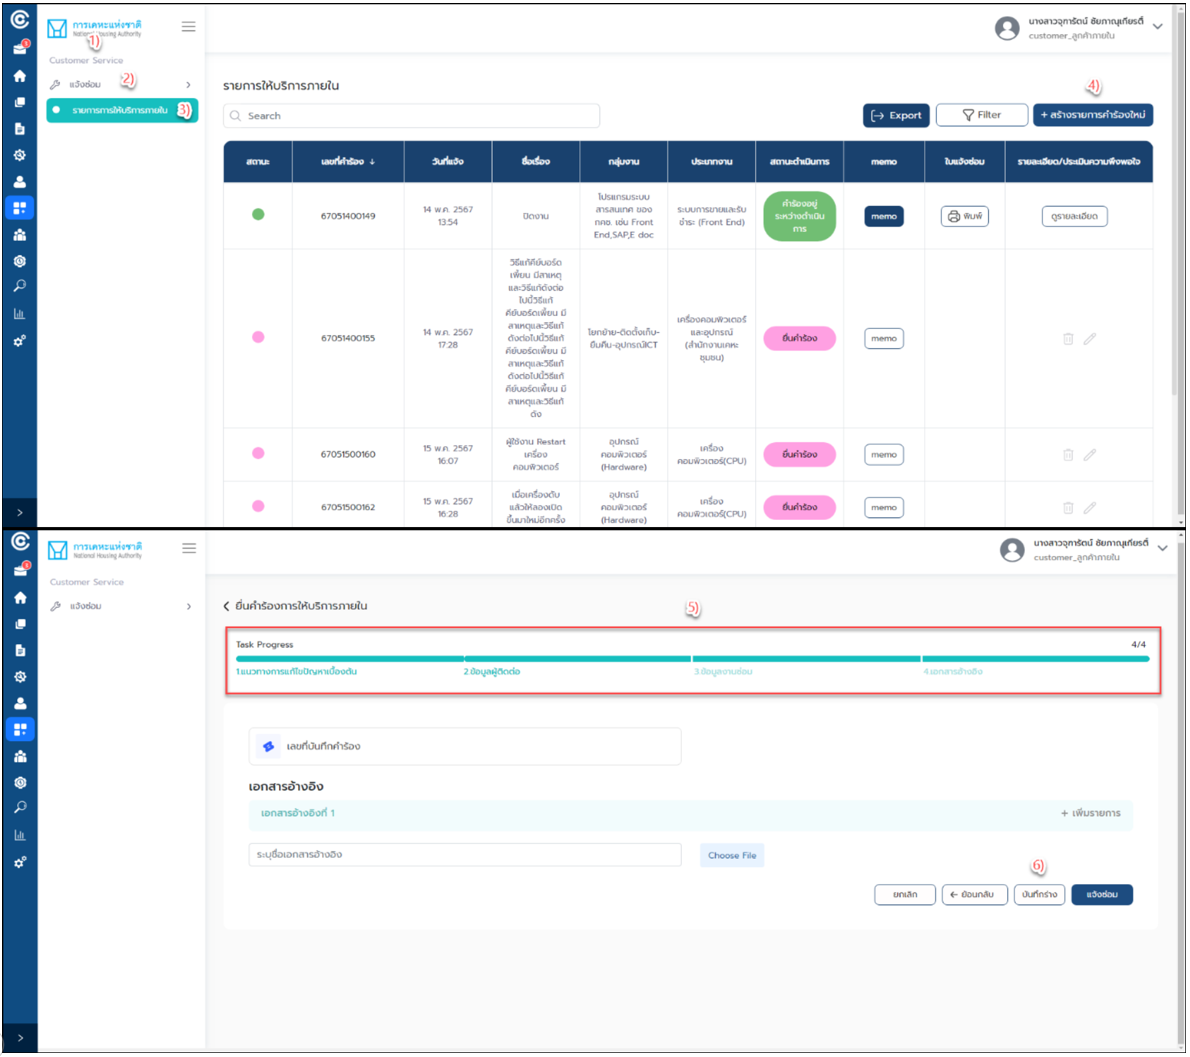 การเคหะแห่งชาติ
National Housing Authority
1)
นางสาวจุฑารัตน์ ชัยกาญเกียรติ์
customer_ลูกค้าภายใน
Customer Service
แจ้งซ่อม
2)
รายการการให้บริการภายใน
3)
รายการให้บริการภายใน
4)
Search
Export
Filter
+ สร้างรายการคำร้องใหม่
สถานะ เลขที่คำร้อง ↓ วันที่แจ้ง ชื่อเรื่อง กลุ่มงาน ประเภทงาน สถานะดำเนินการ memo ใบแจ้งซ่อม รายละเอียด/ประเมินความพึงพอใจ
67051400149
14 พ.ค. 2567
13:54
ปิดงาน
โปรแกรมระบบ
สารสนเทศ ของ
กคช. เช่น Front
End,SAP,E doc
ระบบการขายและรับ
ชำระ (Front End)
คำร้องอยู่
ระหว่างดำเนิน
การ
memo
พิมพ์
ดูรายละเอียด
67051400155
14 พ.ค. 2567
17:28
วิธีแก้คีย์บอร์ด
เพี้ยน มีสาเหตุ
และวิธีแก้ดังต่อ
ไปนี้วิธีแก้
คีย์บอร์ดเพี้ยน มี
สาเหตุและวิธีแก้
ดังต่อไปนี้วิธีแก้
คีย์บอร์ดเพี้ยน มี
สาเหตุและวิธีแก้
ดังต่อไปนี้วิธีแก้
คีย์บอร์ดเพี้ยน มี
สาเหตุและวิธีแก้
ดัง
โยกย้าย-ติดตั้งเก็บ-
ยืมคืน-อุปกรณ์ICT
เครื่องคอมพิวเตอร์
และอุปกรณ์
(สำนักงานเคหะ
ชุมชน)
ยื่นคำร้อง
memo
67051500160
15 พ.ค. 2567
16:07
ผู้ใช้งาน Restart
เครื่อง
คอมพิวเตอร์
อุปกรณ์
คอมพิวเตอร์
(Hardware)
เครื่อง
คอมพิวเตอร์(CPU)
ยื่นคำร้อง
memo
67051500162
15 พ.ค. 2567
16:28
เมื่อเครื่องดับ
แล้วให้ลองเปิด
ขึ้นมาใหม่อีกครั้ง
อุปกรณ์
คอมพิวเตอร์
(Hardware)
เครื่อง
คอมพิวเตอร์(CPU)
ยื่นคำร้อง
memo
การเคหะแห่งชาติ
National Housing Authority
นางสาวจุฑารัตน์ ชัยกาญเกียรติ์
customer_ลูกค้าภายใน
Customer Service
แจ้งซ่อม
ยื่นคำร้องการให้บริการภายใน
5)
Task Progress 4/4
1.แนวทางการแก้ไขปัญหาเบื้องต้น 2.ข้อมูลผู้ติดต่อ 3.ข้อมูลงานซ่อม 4.เอกสารอ้างอิง
เลขที่บันทึกคำร้อง
เอกสารอ้างอิง
เอกสารอ้างอิงที่ 1 + เพิ่มรายการ
ระบุชื่อเอกสารอ้างอิง Choose File
6)
ยกเลิก ← ย้อนกลับ บันทึกร่าง แจ้งซ่อม